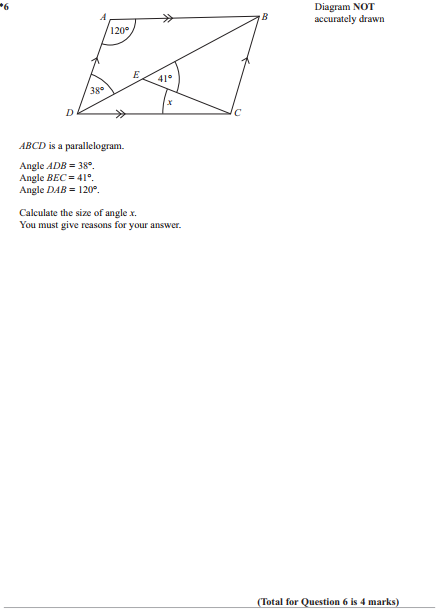 *6
Diagram NOT
accurately drawn
A
B
120°
E
41°
38°
x
D
C
ABCD is a parallelogram.
Angle ADB = 38°.
Angle BEC = 41°.
Angle DAB = 120°.
Calculate the size of angle x.
You must give reasons for your answer.
(Total for Question 6 is 4 marks)